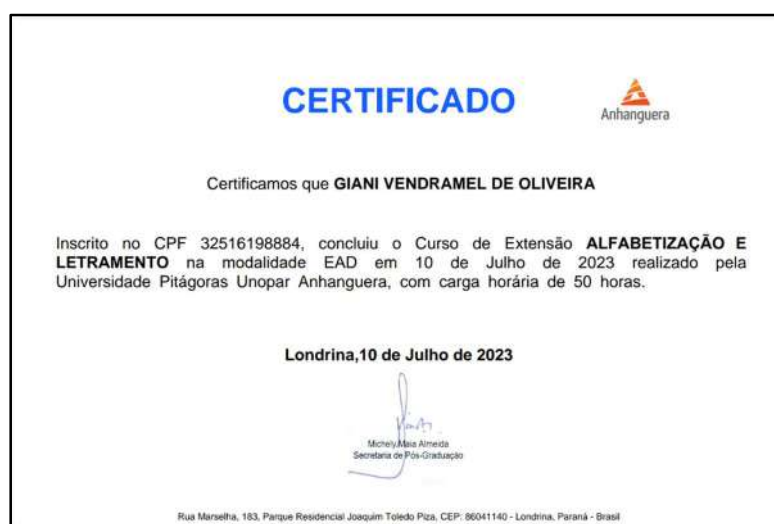 CERTIFICADO
Anhanguera
Certificamos que GIANI VENDRAMEL DE OLIVEIRA
Inscrito no CPF 32516198884, concluiu o Curso de Extensão ALFABETIZAÇÃO E
LETRAMENTO na modalidade EAD em 10 de Julho de 2023 realizado pela
Universidade Pitágoras Unopar Anhanguera, com carga horária de 50 horas.
Londrina,10 de Julho de 2023
Michely Maia Almeida
Secretaria de Pós-Graduação
Rua Marselha, 183, Parque Residencial Joaquim Toledo Piza, CEP: 86041140 - Londrina, Paraná - Brasil